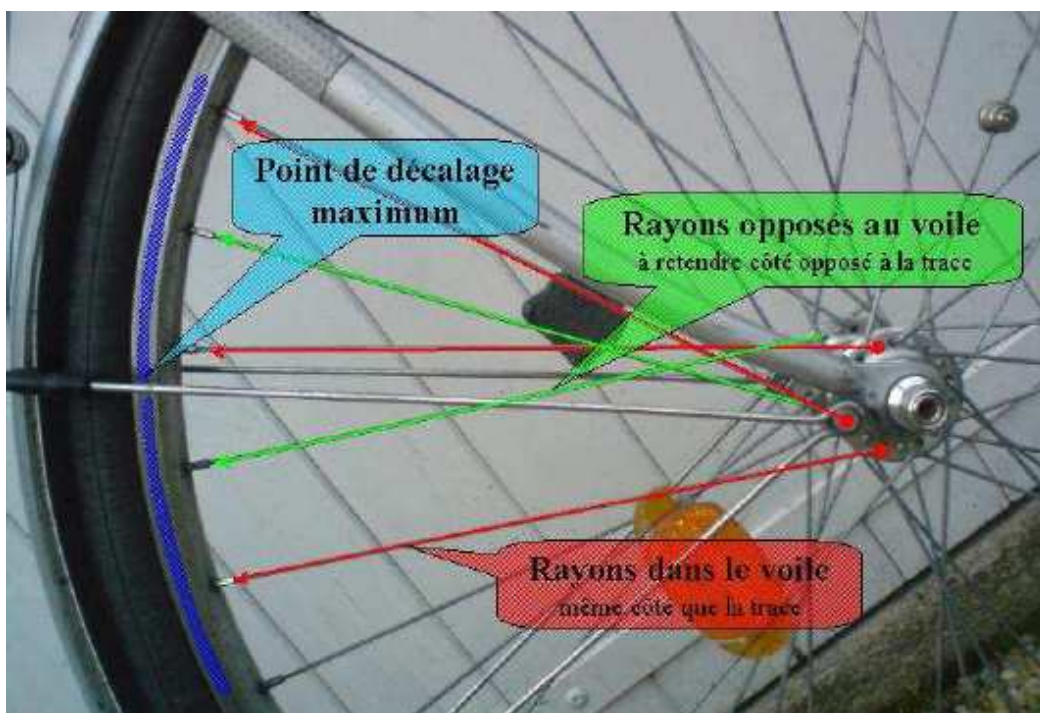 Point de décalage
maximum
Rayons opposés au voile
à retendre côté opposé à la trace
Rayons dans le voile
même côté que la trace